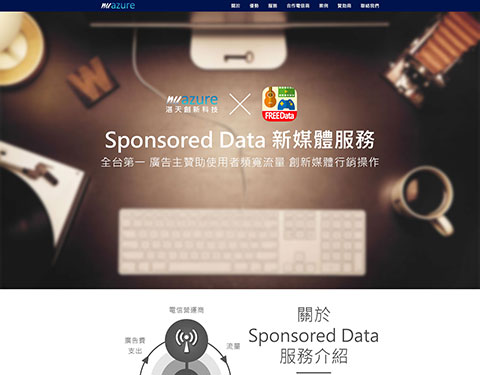 azure
關於 優勢 服務 合作電信商 案例 贊助商 聯絡我們
azure
湛天創新科技
FREE Data
Sponsored Data 新媒體服務
全台第一 廣告主贊助使用者頻寬流量 創新媒體行銷操作
電信營運商
廣告費
支出
流量
關於
Sponsored Data
服務介紹